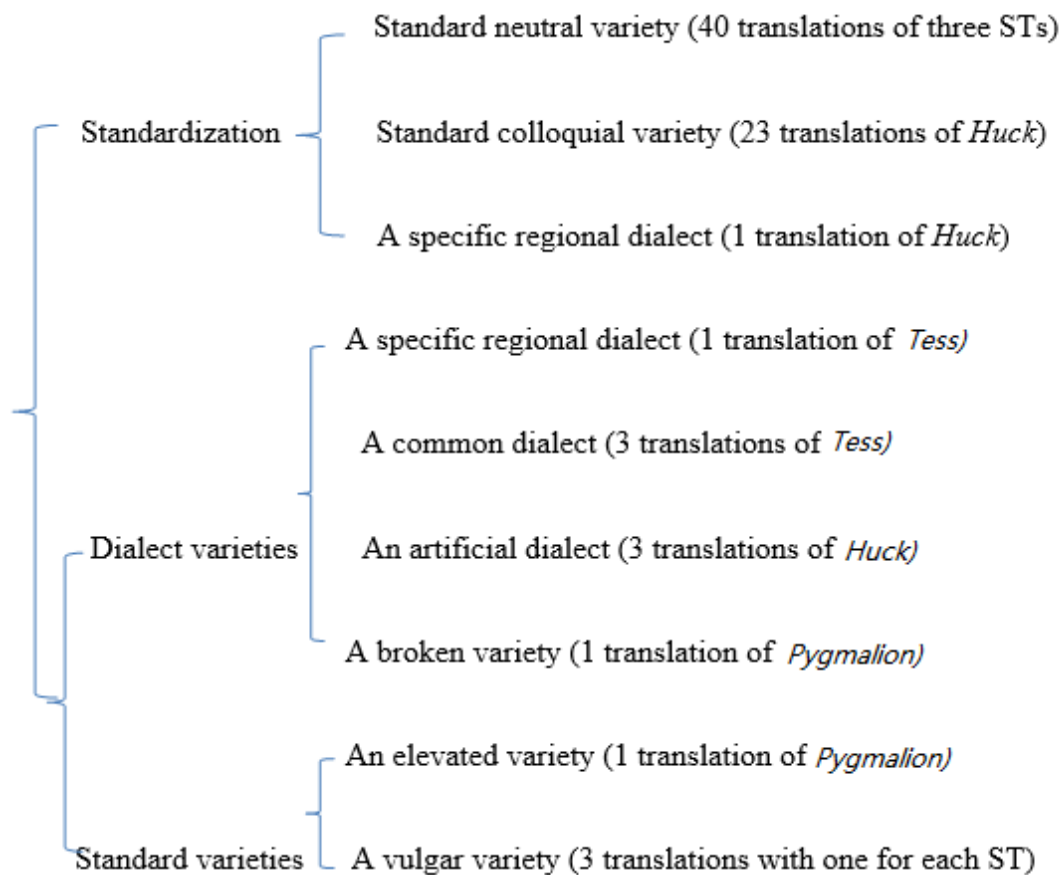 Standard neutral variety (40 translations of three STs)
Standardization
Standard colloquial variety (23 translations of Huck)
A specific regional dialect (1 translation of Huck)
A specific regional dialect (1 translation of Tess)
A common dialect (3 translations of Tess)
Dialect varieties
An artificial dialect (3 translations of Huck)
A broken variety (1 translation of Pygmalion)
An elevated variety (1 translation of Pygmalion)
Standard varieties
A vulgar variety (3 translations with one for each ST)